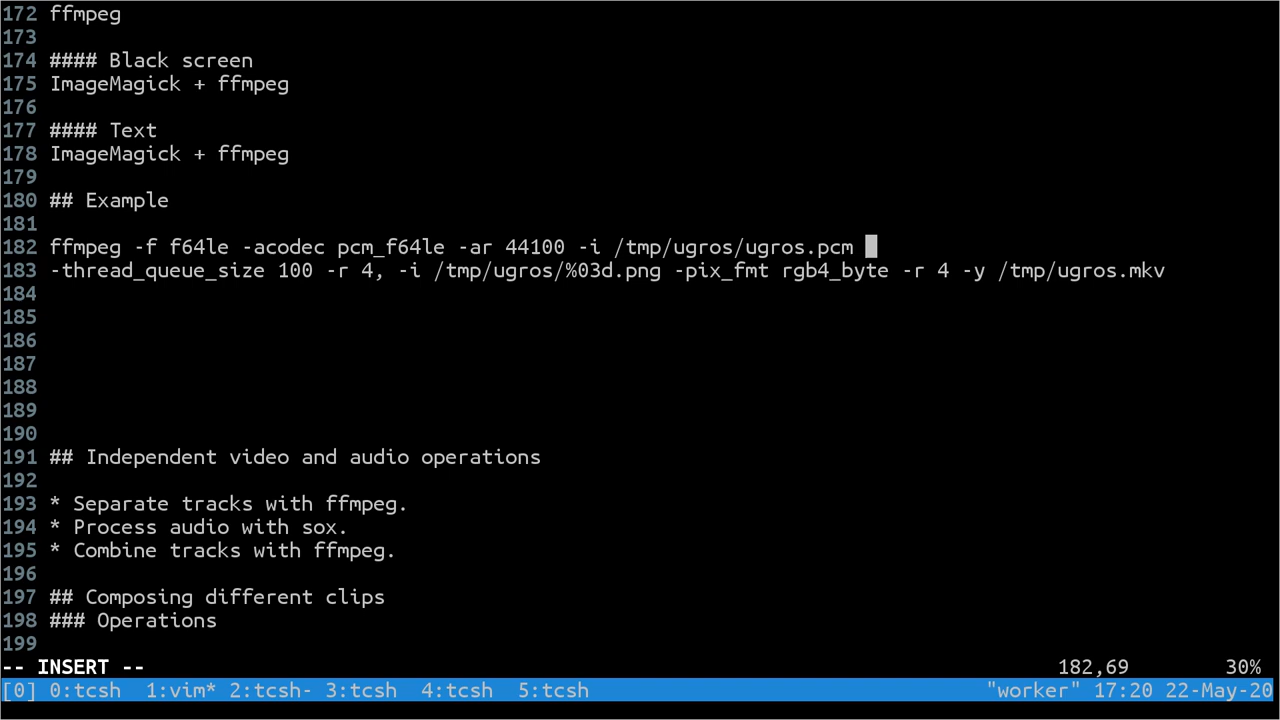 172 ffmpeg
173
174 #### Black screen
175 ImageMagick + ffmpeg
176
177 #### Text
178 ImageMagick + ffmpeg
179
180 ## Example
181
182 ffmpeg -f f64le -acodec pcm_f64le -ar 44100 -i /tmp/ugros/ugros.pcm
183 -thread_queue_size 100 -r 4, -i /tmp/ugros/%03d.png -pix_fmt rgb4_byte -r 4 -y /tmp/ugros.mkv
184
185
186
187
188
189
190
191 ## Independent video and audio operations
192
193 * Separate tracks with ffmpeg.
194 * Process audio with sox.
195 * Combine tracks with ffmpeg.
196
197 ## Composing different clips
198 ### Operations
199
-- INSERT -- 182,69 30%
[0] 0:tcsh 1:vim* 2:tcsh- 3:tcsh 4:tcsh 5:tcsh "worker" 17:20 22-May-20